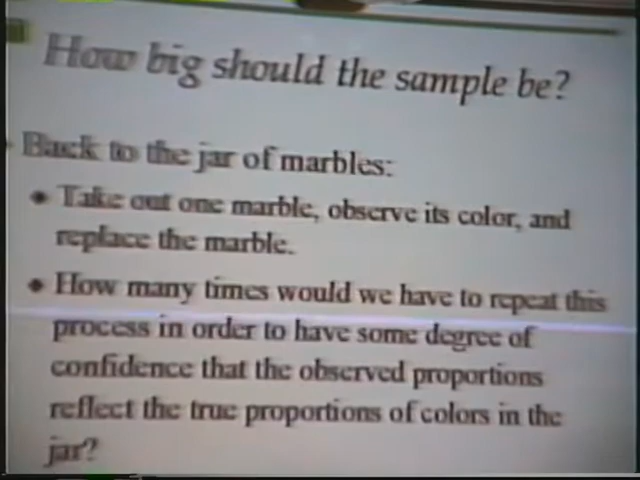 How big should the sample be?
Back to the jar of marbles:
Take out one marble, observe its color, and
replace the marble.
How many times would we have to repeat this
process in order to have some degree of
confidence that the observed proportions
reflect the true proportions of colors in the
jar?